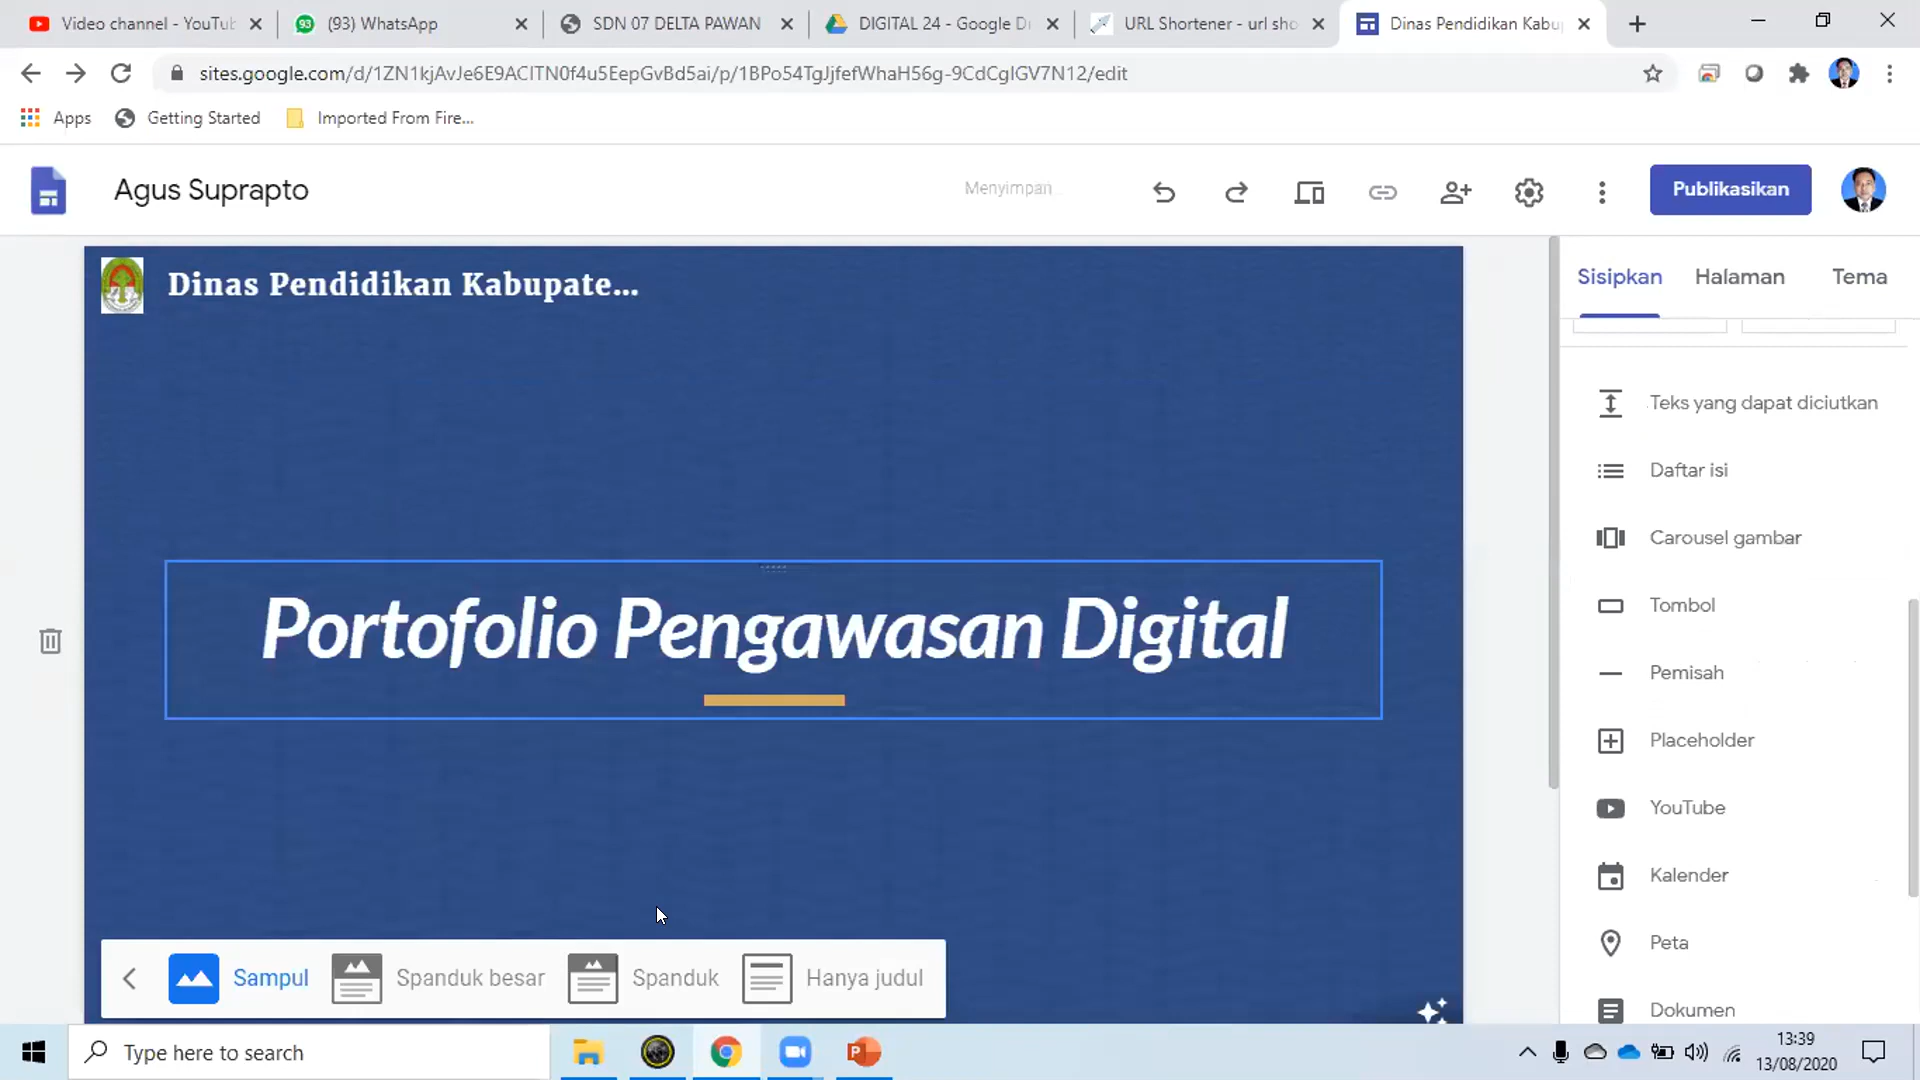 Video channel - YouTub
(93) WhatsApp
SDN 07 DELTA PAWAN
DIGITAL 24 - Google Dr
URL Shortener - url sho
Dinas Pendidikan Kabup
sites.google.com/d/1ZN1kjAvJe6E9ACITN0f4u5EepGvBd5ai/p/1BPo54TgJjfefWhaH56g-9CdCgIGV7N12/edit
Apps
Getting Started
Imported From Fire...
Agus Suprapto
Menyimpan...
Publikasikan
Dinas Pendidikan Kabupate...
Sisipkan
Halaman
Tema
Portofolio Pengawasan Digital
Teks yang dapat diciutkan
Daftar isi
Carousel gambar
Tombol
Pemisah
Placeholder
YouTube
Kalender
Peta
Dokumen
Sampul
Spanduk besar
Spanduk
Hanya judul
Type here to search
13:39
13/08/2020